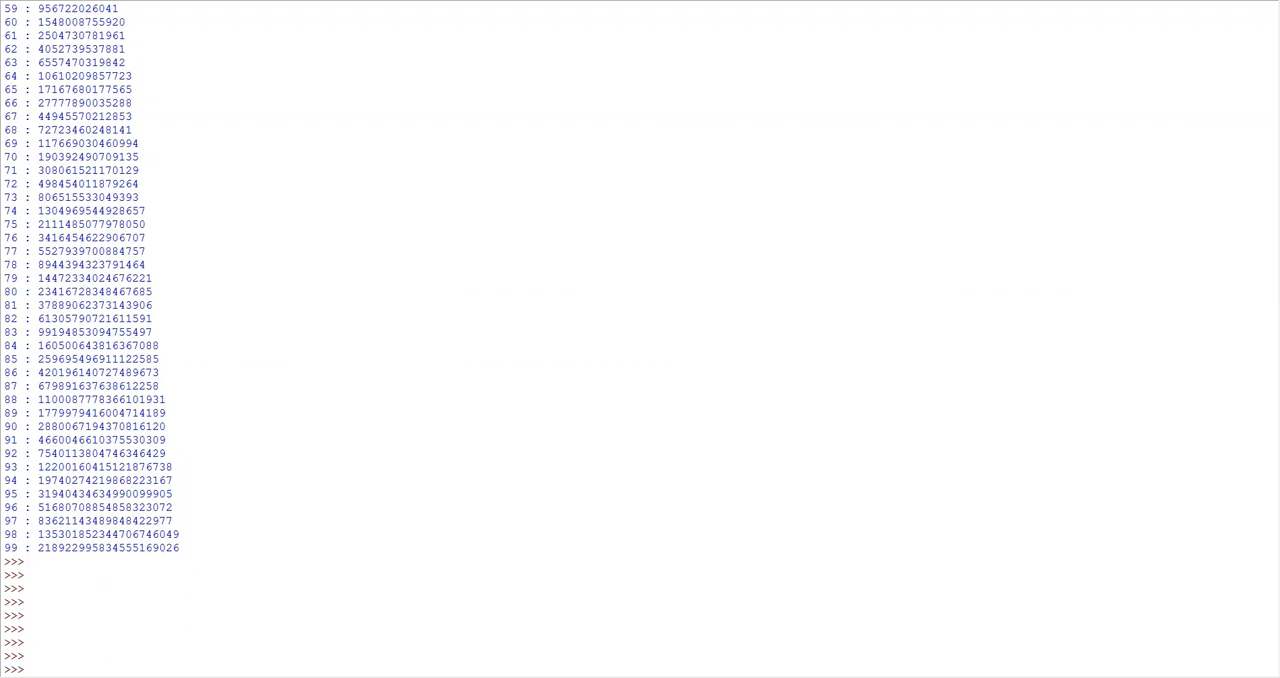 59 : 956722026041
60 : 1548008755920
61 : 2504730781961
62 : 4052739537881
63 : 6557470319842
64 : 10610209857723
65 : 17167680177565
66 : 27777890035288
67 : 44945570212853
68 : 72723460248141
69 : 117669030460994
70 : 190392490709135
71 : 308061521170129
72 : 498454011879264
73 : 806515533049393
74 : 1304969544928657
75 : 2111485077978050
76 : 3416454622906707
77 : 5527939700884757
78 : 8944394323791464
79 : 14472334024676221
80 : 23416728348467685
81 : 37889062373143906
82 : 61305790721611591
83 : 99194853094755497
84 : 160500643816367088
85 : 259695496911122585
86 : 420196140727489673
87 : 679891637638612258
88 : 1100087778366101931
89 : 1779979416004714189
90 : 2880067194370816120
91 : 4660046610375530309
92 : 7540113804746346429
93 : 12200160415121876738
94 : 19740274219868223167
95 : 31940434634990099905
96 : 51680708854858323072
97 : 83621143489848422977
98 : 135301852344706746049
99 : 218922995834555169026
>>>
>>>
>>>
>>>
>>>
>>>
>>>
>>>
>>>